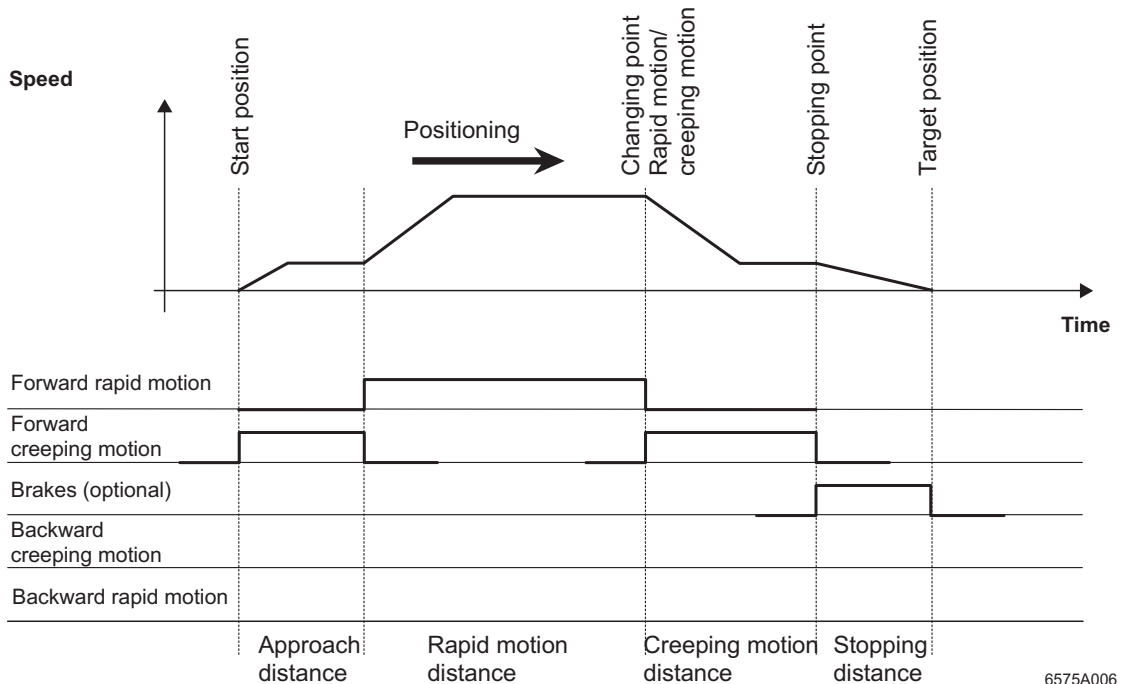 Speed
Start position
Positioning
Changing point
Rapid motion/
creeping motion
Stopping point
Target position
Time
Forward rapid motion
Forward
creeping motion
Brakes (optional)
Backward
creeping motion
Backward rapid motion
Approach
distance
Rapid motion
distance
Creeping motion
distance
Stopping
distance
6575A006